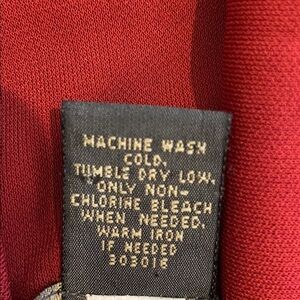 MACHINE WASH
COLD.
TUMBLE DRY LOW.
ONLY NON-
CHLORINE BLEACH
WHEN NEEDED.
WARM IRON
IF NEEDED
303018